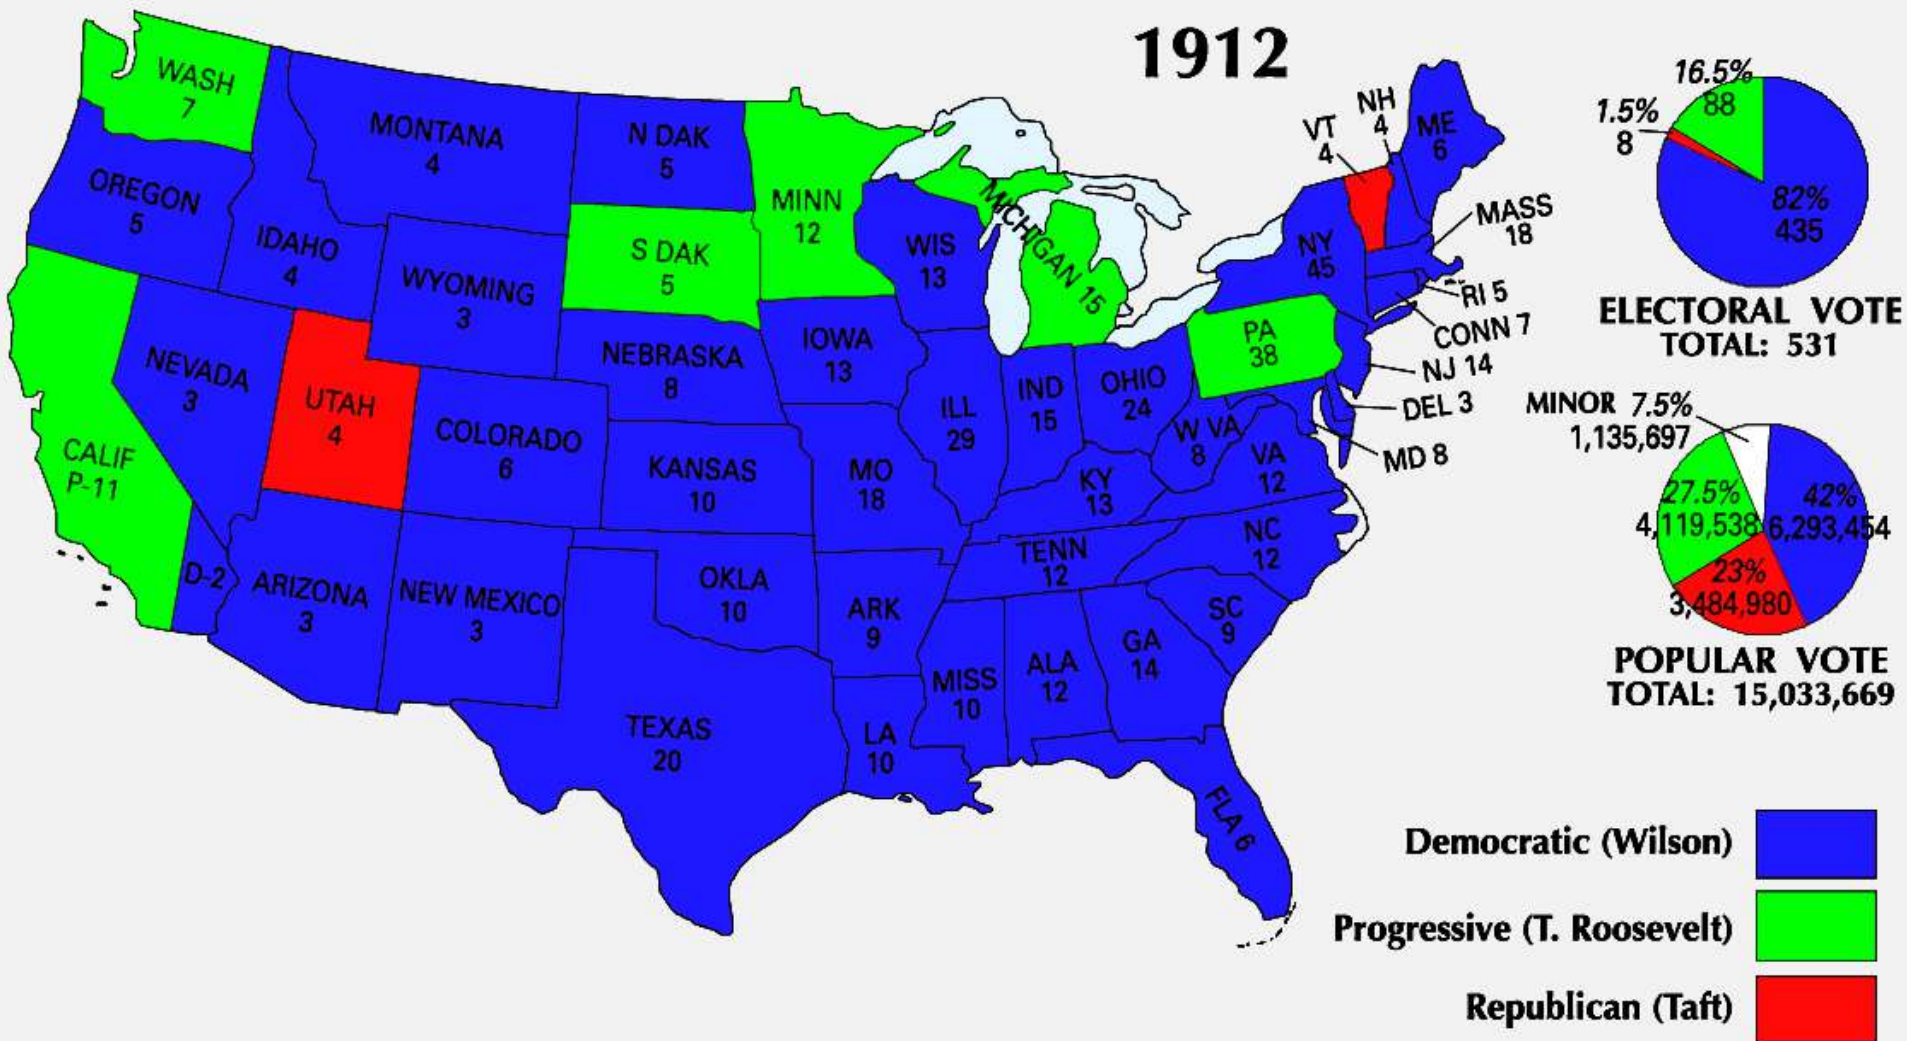 1912
WASH
7
OREGON
5
CALIF
P-11
D-2
IDAHO
4
NEVADA
3
MONTANA
4
WYOMING
3
UTAH
4
ARIZONA
3
COLORADO
6
NEW MEXICO
3
N DAK
5
S DAK
5
NEBRASKA
8
KANSAS
10
OKLA
10
TEXAS
20
MINN
12
IOWA
13
MO
18
ARK
9
LA
10
WIS
13
ILL
29
MICHIGAN 15
IND
15
OHIO
24
KY
13
TENN
12
MISS
10
ALA
12
GA
14
FLA 6
SC
9
NC
12
VA
12
W VA
8
PA
38
NY
45
VT
4
NH
4
ME
6
MASS
18
RI 5
CONN 7
NJ 14
DEL 3
MD 8
16.5%
88
1.5%
8
82%
435
ELECTORAL VOTE
TOTAL: 531
MINOR 7.5%
1,135,697
27.5%
4,119,538
42%
6,293,454
23%
3,484,980
POPULAR VOTE
TOTAL: 15,033,669
Democratic (Wilson)
Progressive (T. Roosevelt)
Republican (Taft)